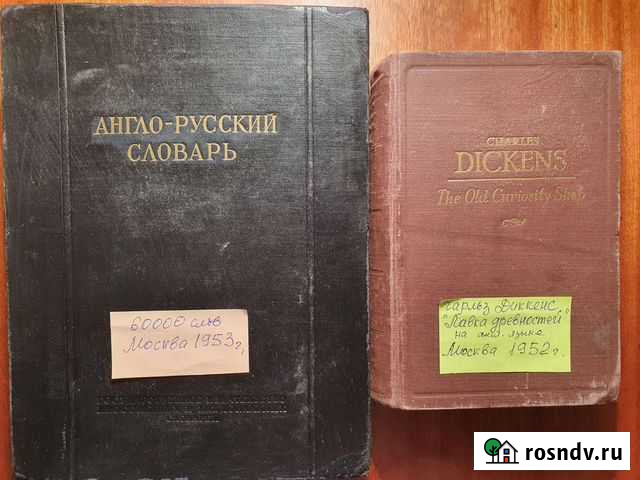 АНГЛО-РУССКИЙ
СЛОВАРЬ
60000 слов
Москва 1953 г,
CHARLES
DICKENS
The Old Curiosity Shop
Чарльз Диккенс
"Лавка древностей"
на англ. языке
Москва 1952 г.
rosndv.ru